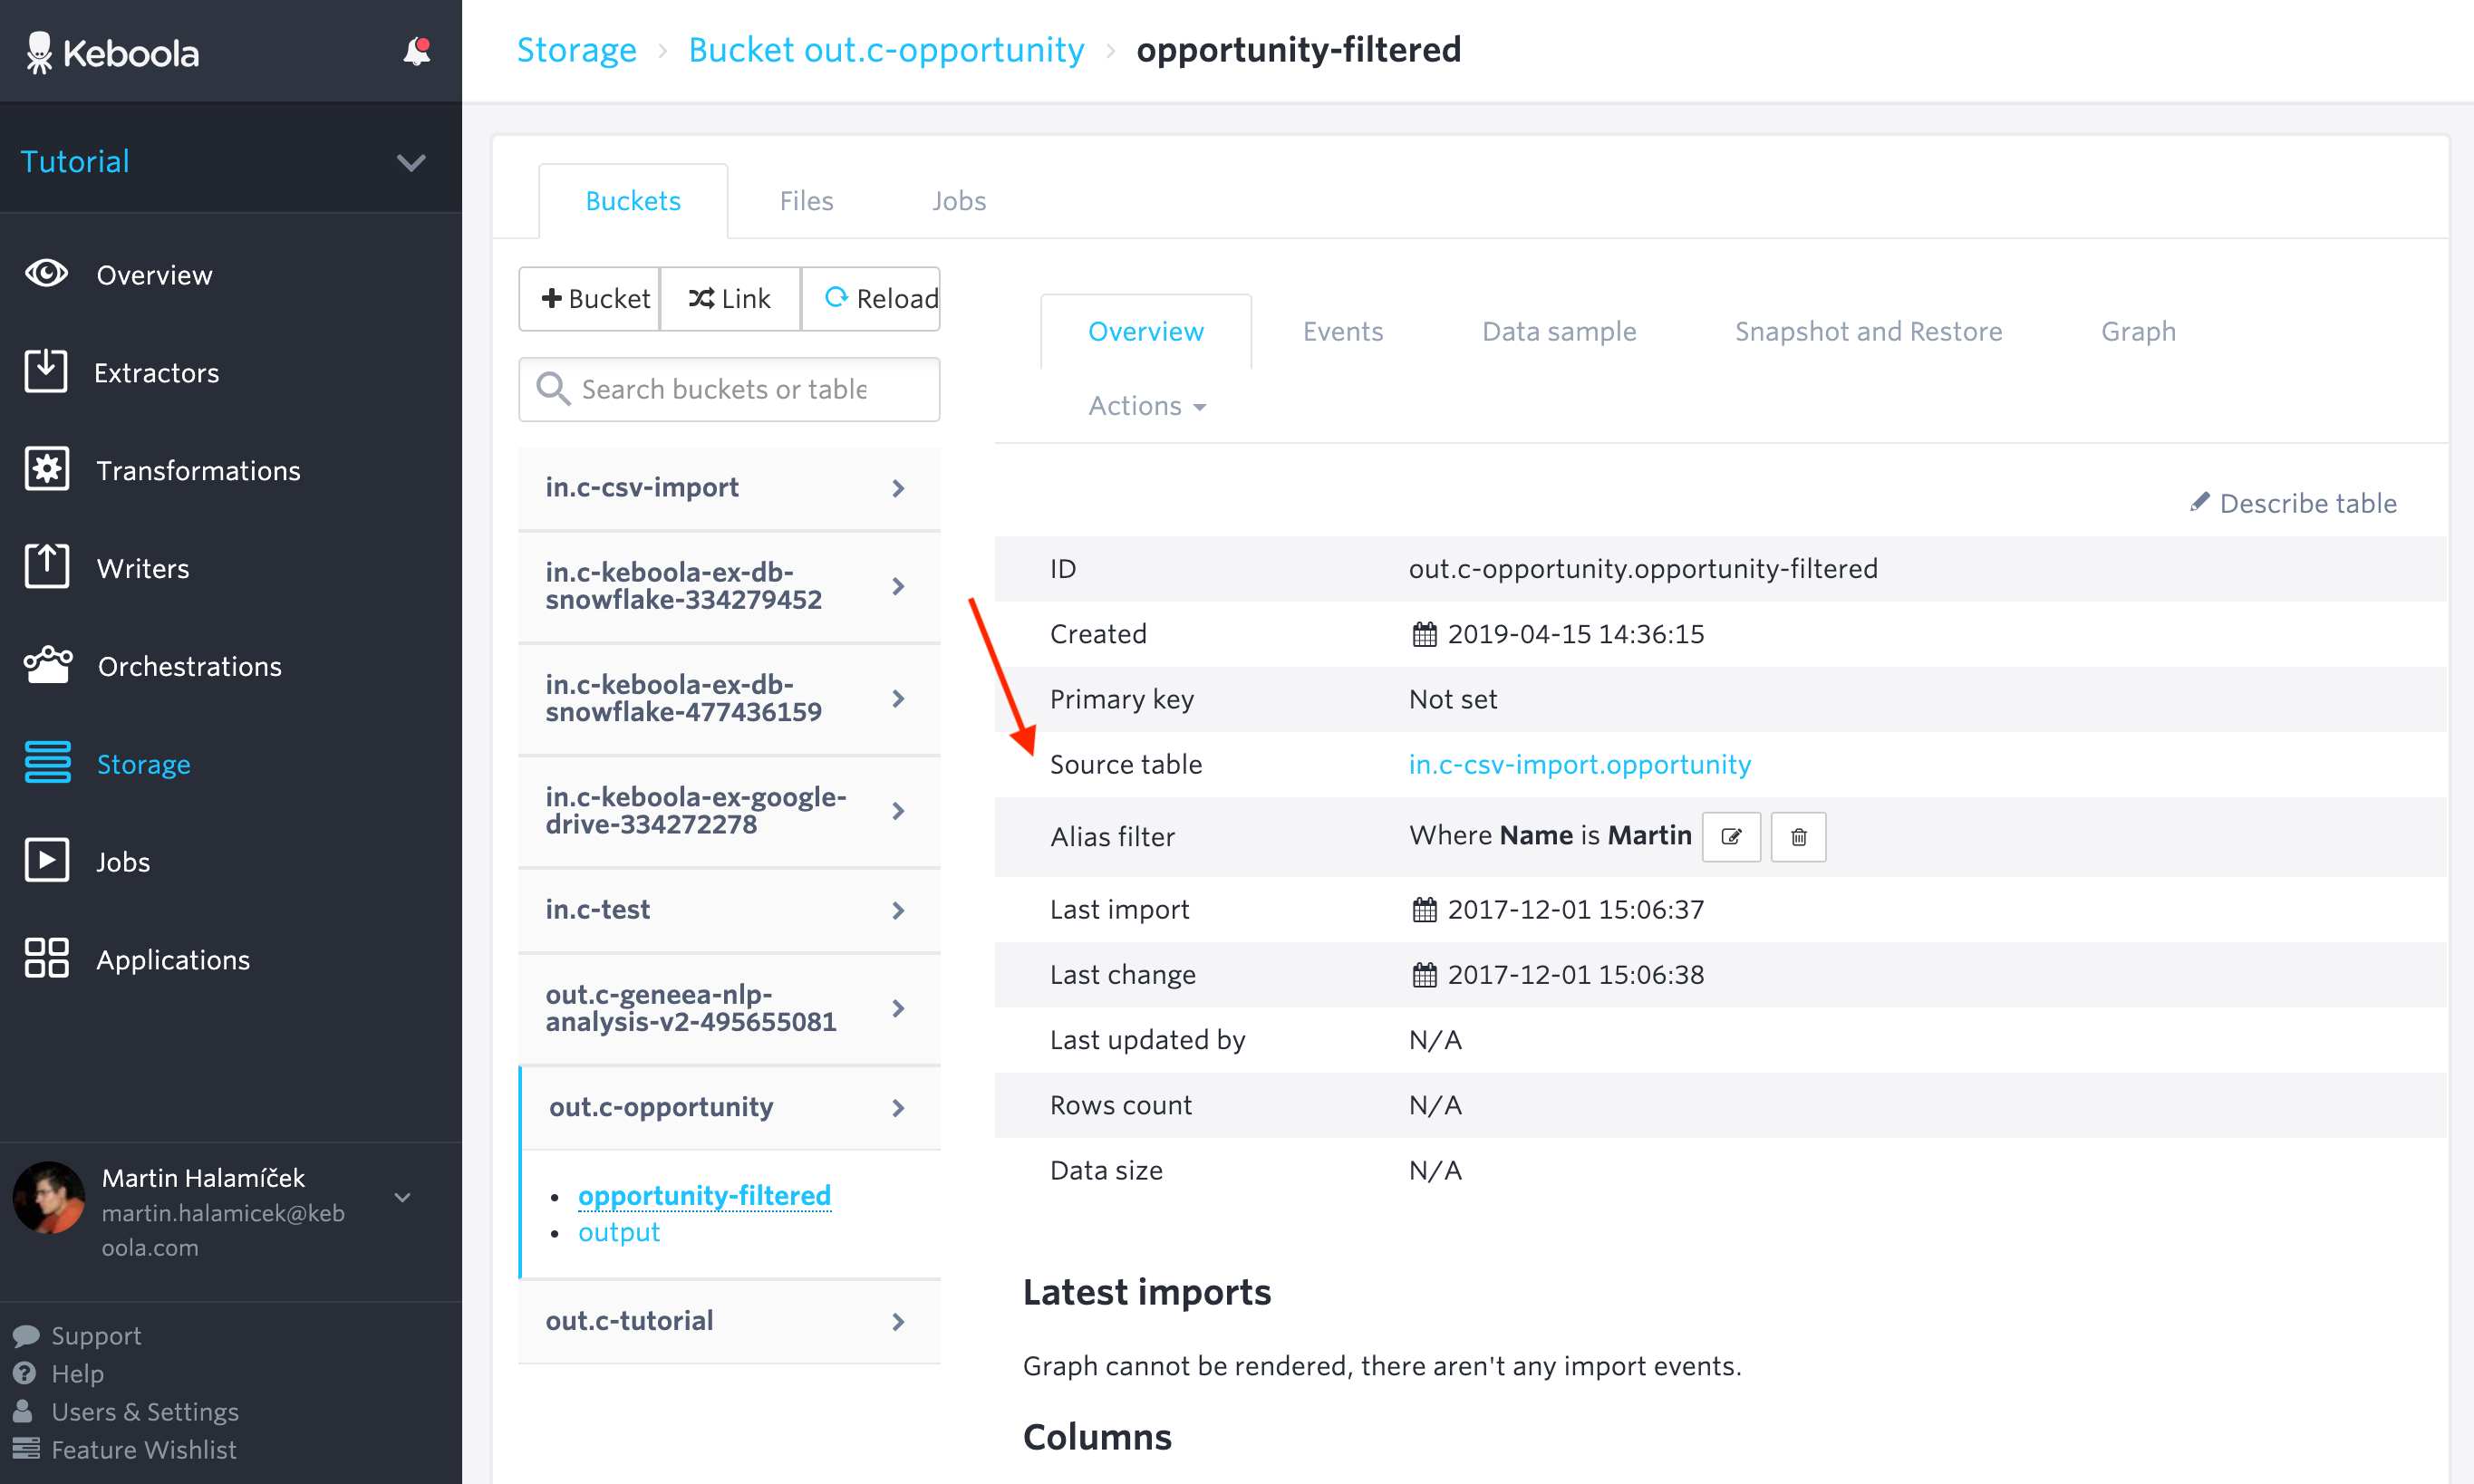 Keboola
Tutorial
Overview
Extractors
Transformations
Writers
Orchestrations
Storage
Jobs
Applications
Martin Halamíček
martin.halamicek@keb
oola.com
Support
Help
Users & Settings
Feature Wishlist
Storage > Bucket out.c-opportunity > opportunity-filtered
Buckets Files Jobs
Bucket Link Reload
Search buckets or table
in.c-csv-import
in.c-keboola-ex-db-
snowflake-334279452
in.c-keboola-ex-db-
snowflake-477436159
in.c-keboola-ex-google-
drive-334272278
in.c-test
out.c-geneea-nlp-
analysis-v2-495655081
out.c-opportunity
opportunity-filtered
output
out.c-tutorial
Overview Events Data sample Snapshot and Restore Graph
Actions
Describe table
ID out.c-opportunity.opportunity-filtered
Created 2019-04-15 14:36:15
Primary key Not set
Source table in.c-csv-import.opportunity
Alias filter Where Name is Martin
Last import 2017-12-01 15:06:37
Last change 2017-12-01 15:06:38
Last updated by N/A
Rows count N/A
Data size N/A
Latest imports
Graph cannot be rendered, there aren't any import events.
Columns